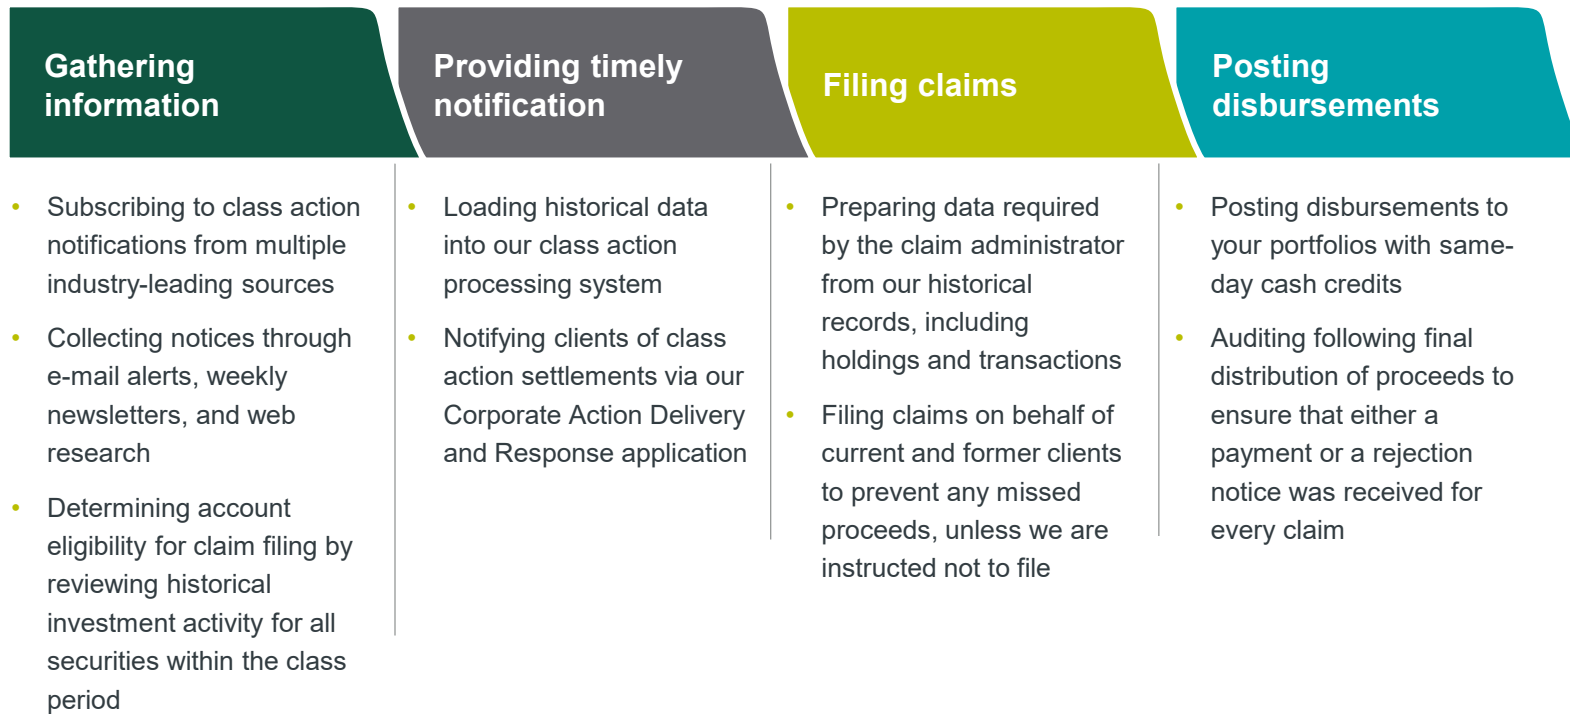 Gathering
information
• Subscribing to class action
notifications from multiple
industry-leading sources
• Collecting notices through
e-mail alerts, weekly
newsletters, and web
research
• Determining account
eligibility for claim filing by
reviewing historical
investment activity for all
securities within the class
period
Providing timely
notification
• Loading historical data
into our class action
processing system
• Notifying clients of class
action settlements via our
Corporate Action Delivery
and Response application
Filing claims
• Preparing data required
by the claim administrator
from our historical
records, including
holdings and transactions
• Filing claims on behalf of
current and former clients
to prevent any missed
proceeds, unless we are
instructed not to file
Posting
disbursements
• Posting disbursements to
your portfolios with same-
day cash credits
• Auditing following final
distribution of proceeds to
ensure that either a
payment or a rejection
notice was received for
every claim